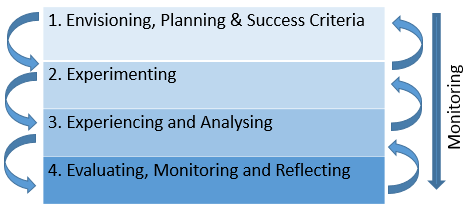 1. Envisioning, Planning & Success Criteria
2. Experimenting
3. Experiencing and Analysing
4. Evaluating, Monitoring and Reflecting
Monitoring